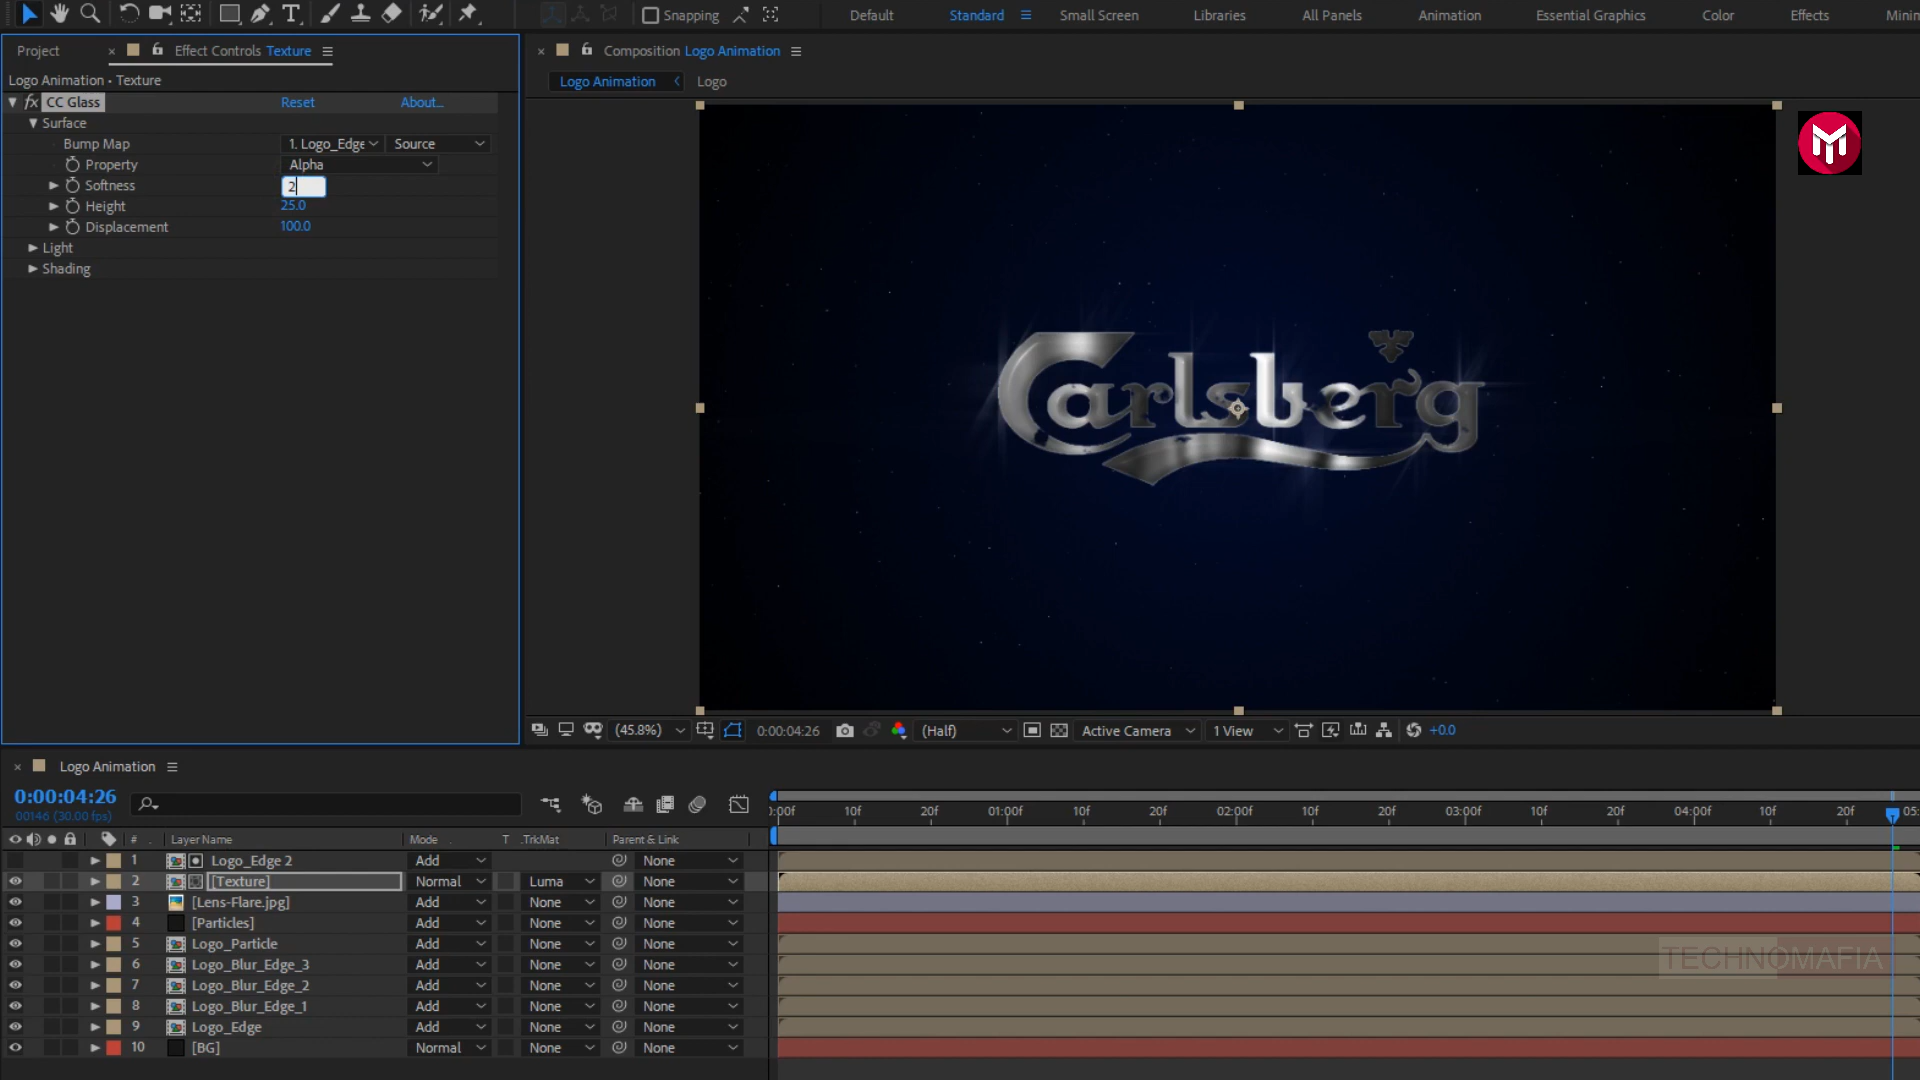 Snapping Default Standard Small Screen Libraries All Panels Animation Essential Graphics Color Effects Minin
Project Effect Controls Texture
Composition Logo Animation
Logo Animation • Texture
Logo Animation Logo
fx CC Glass Reset About...
Surface
Bump Map 1. Logo_Edge Source
Property Alpha
Softness 2
Height 25.0
Displacement 100.0
Light
Shading
Carlsberg
(45.8%) 0:00:04:26 (Half) Active Camera 1 View +0.0
Logo Animation
0:00:04:26
00146 (30.00 fps)
):00f 10f 20f 01:00f 10f 20f 02:00f 10f 20f 03:00f 10f 20f 04:00f 10f 20f 05:
# Layer Name Mode T .TrkMat Parent & Link
1 Logo_Edge 2 Add None
2 [Texture] Normal Luma None
3 [Lens-Flare.jpg] Add None None
4 [Particles] Add None None
5 Logo_Particle Add None None
6 Logo_Blur_Edge_3 Add None None
7 Logo_Blur_Edge_2 Add None None
8 Logo_Blur_Edge_1 Add None None
9 Logo_Edge Add None None
10 [BG] Normal None None
TECHNOMAFIA